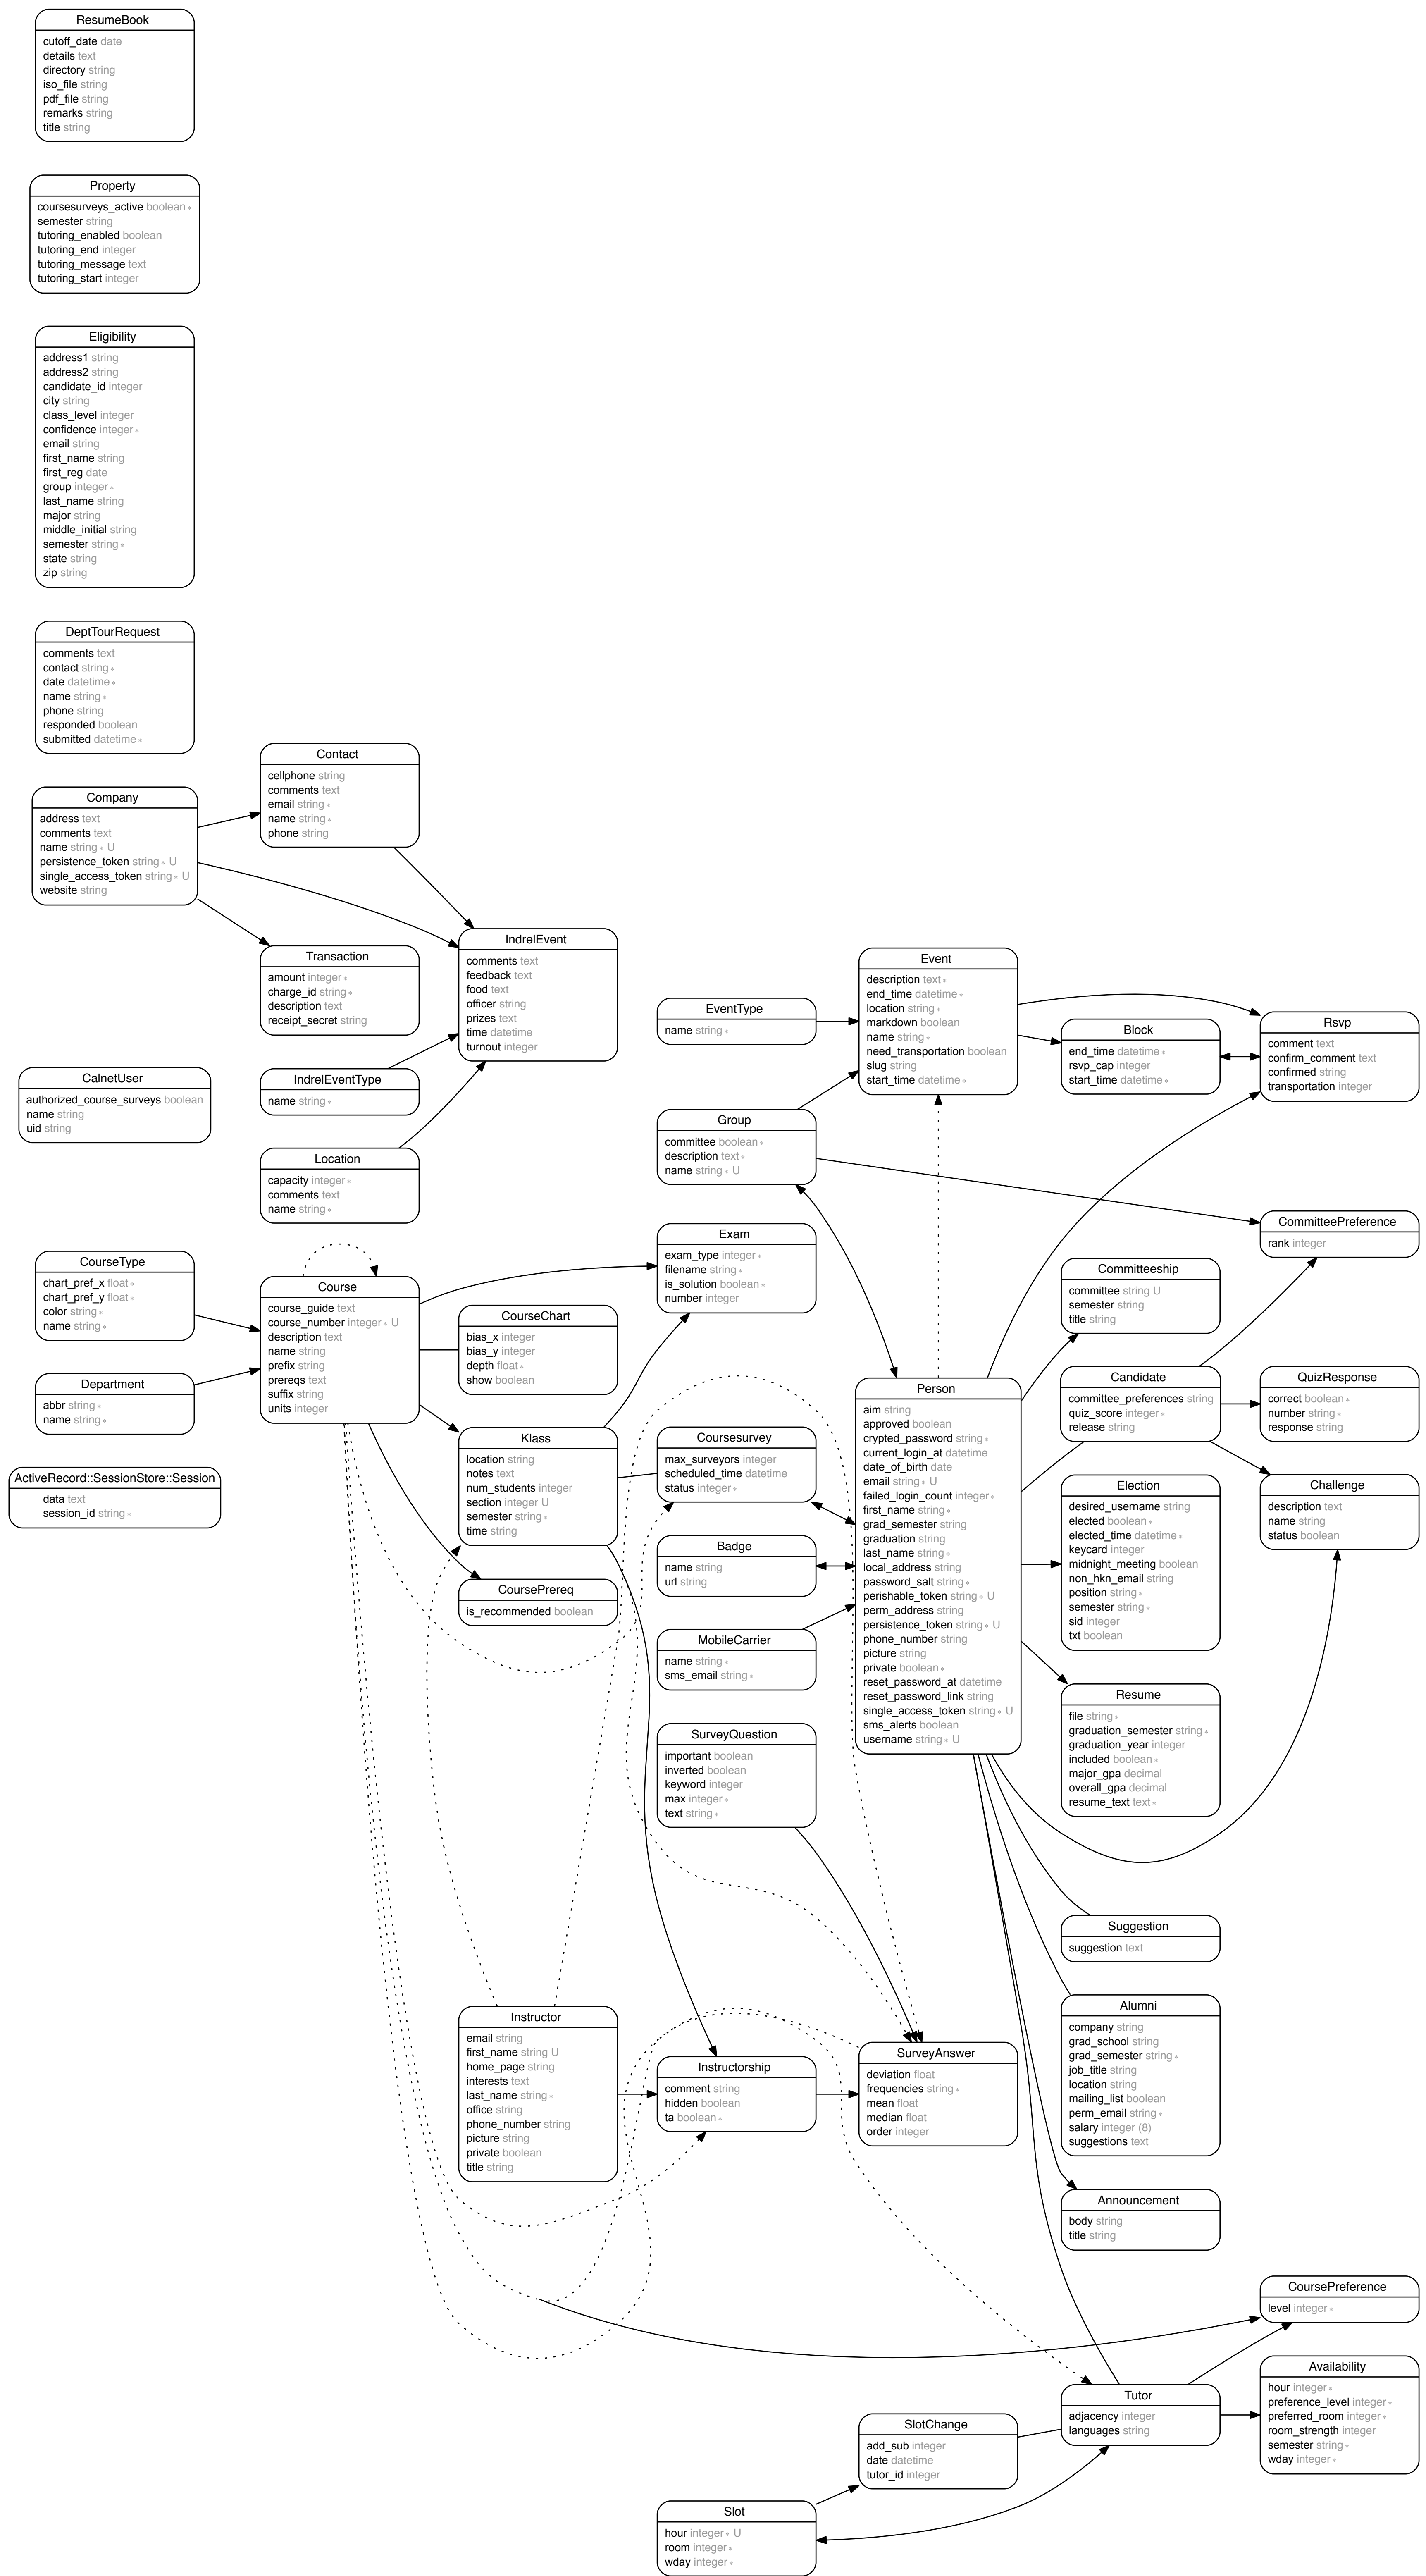 ResumeBook
cutoff_date date
details text
directory string
iso_file string
pdf_file string
remarks string
title string
Property
coursesurveys_active boolean ∗
semester string
tutoring_enabled boolean
tutoring_end integer
tutoring_message text
tutoring_start integer
Eligibility
address1 string
address2 string
candidate_id integer
city string
class_level integer
confidence integer ∗
email string
first_name string
first_reg date
group integer ∗
last_name string
major string
middle_initial string
semester string ∗
state string
zip string
DeptTourRequest
comments text
contact string ∗
date datetime ∗
name string ∗
phone string
responded boolean
submitted datetime ∗
Company
address text
comments text
name string ∗ U
persistence_token string ∗ U
single_access_token string ∗ U
website string
CalnetUser
authorized_course_surveys boolean
name string
uid string
CourseType
chart_pref_x float ∗
chart_pref_y float ∗
color string ∗
name string ∗
Department
abbr string ∗
name string ∗
ActiveRecord::SessionStore::Session
data text
session_id string ∗
Contact
cellphone string
comments text
email string ∗
name string ∗
phone string
Transaction
amount integer ∗
charge_id string ∗
description text
receipt_secret string
IndrelEventType
name string ∗
Location
capacity integer ∗
comments text
name string ∗
Course
course_guide text
course_number integer ∗ U
description text
name string
prefix string
prereqs text
suffix string
units integer
IndrelEvent
comments text
feedback text
food text
officer string
prizes text
time datetime
turnout integer
CourseChart
bias_x integer
bias_y integer
depth float ∗
show boolean
Klass
location string
notes text
num_students integer
section integer U
semester string ∗
time string
CoursePrereq
is_recommended boolean
Instructor
email string
first_name string U
home_page string
interests text
last_name string ∗
office string
phone_number string
picture string
private boolean
title string
EventType
name string ∗
Group
committee boolean ∗
description text ∗
name string ∗ U
Exam
exam_type integer ∗
filename string ∗
is_solution boolean ∗
number integer
Coursesurvey
max_surveyors integer
scheduled_time datetime
status integer ∗
Badge
name string
url string
MobileCarrier
name string ∗
sms_email string ∗
SurveyQuestion
important boolean
inverted boolean
keyword integer
max integer ∗
text string ∗
Instructorship
comment string
hidden boolean
ta boolean ∗
Slot
hour integer ∗ U
room integer ∗
wday integer ∗
Event
description text ∗
end_time datetime ∗
location string ∗
markdown boolean
name string ∗
need_transportation boolean
slug string
start_time datetime ∗
Person
aim string
approved boolean
crypted_password string ∗
current_login_at datetime
date_of_birth date
email string ∗ U
failed_login_count integer ∗
first_name string ∗
grad_semester string
graduation string
last_name string ∗
local_address string
password_salt string ∗
perishable_token string ∗ U
perm_address string
persistence_token string ∗ U
phone_number string
picture string
private boolean ∗
reset_password_at datetime
reset_password_link string
single_access_token string ∗ U
sms_alerts boolean
username string ∗ U
SurveyAnswer
deviation float
frequencies string ∗
mean float
median float
order integer
SlotChange
add_sub integer
date datetime
tutor_id integer
Block
end_time datetime ∗
rsvp_cap integer
start_time datetime ∗
Committeeship
committee string U
semester string
title string
Candidate
committee_preferences string
quiz_score integer ∗
release string
Election
desired_username string
elected boolean ∗
elected_time datetime ∗
keycard integer
midnight_meeting boolean
non_hkn_email string
position string ∗
semester string ∗
sid integer
txt boolean
Resume
file string ∗
graduation_semester string ∗
graduation_year integer
included boolean ∗
major_gpa decimal
overall_gpa decimal
resume_text text ∗
Suggestion
suggestion text
Alumni
company string
grad_school string
grad_semester string ∗
job_title string
location string
mailing_list boolean
perm_email string ∗
salary integer (8)
suggestions text
Announcement
body string
title string
Tutor
adjacency integer
languages string
Rsvp
comment text
confirm_comment text
confirmed string
transportation integer
CommitteePreference
rank integer
QuizResponse
correct boolean ∗
number string ∗
response string
Challenge
description text
name string
status boolean
CoursePreference
level integer ∗
Availability
hour integer ∗
preference_level integer ∗
preferred_room integer ∗
room_strength integer
semester string ∗
wday integer ∗